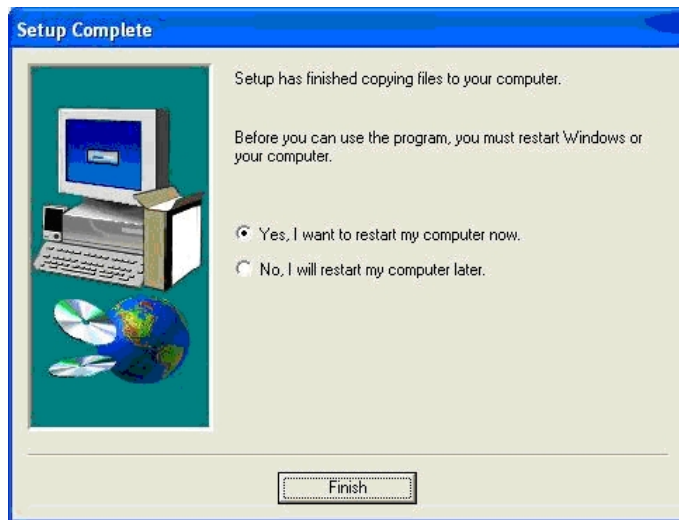 Setup Complete
Setup has finished copying files to your computer.
Before you can use the program, you must restart Windows or
your computer.
Yes, I want to restart my computer now.
No, I will restart my computer later.
Finish